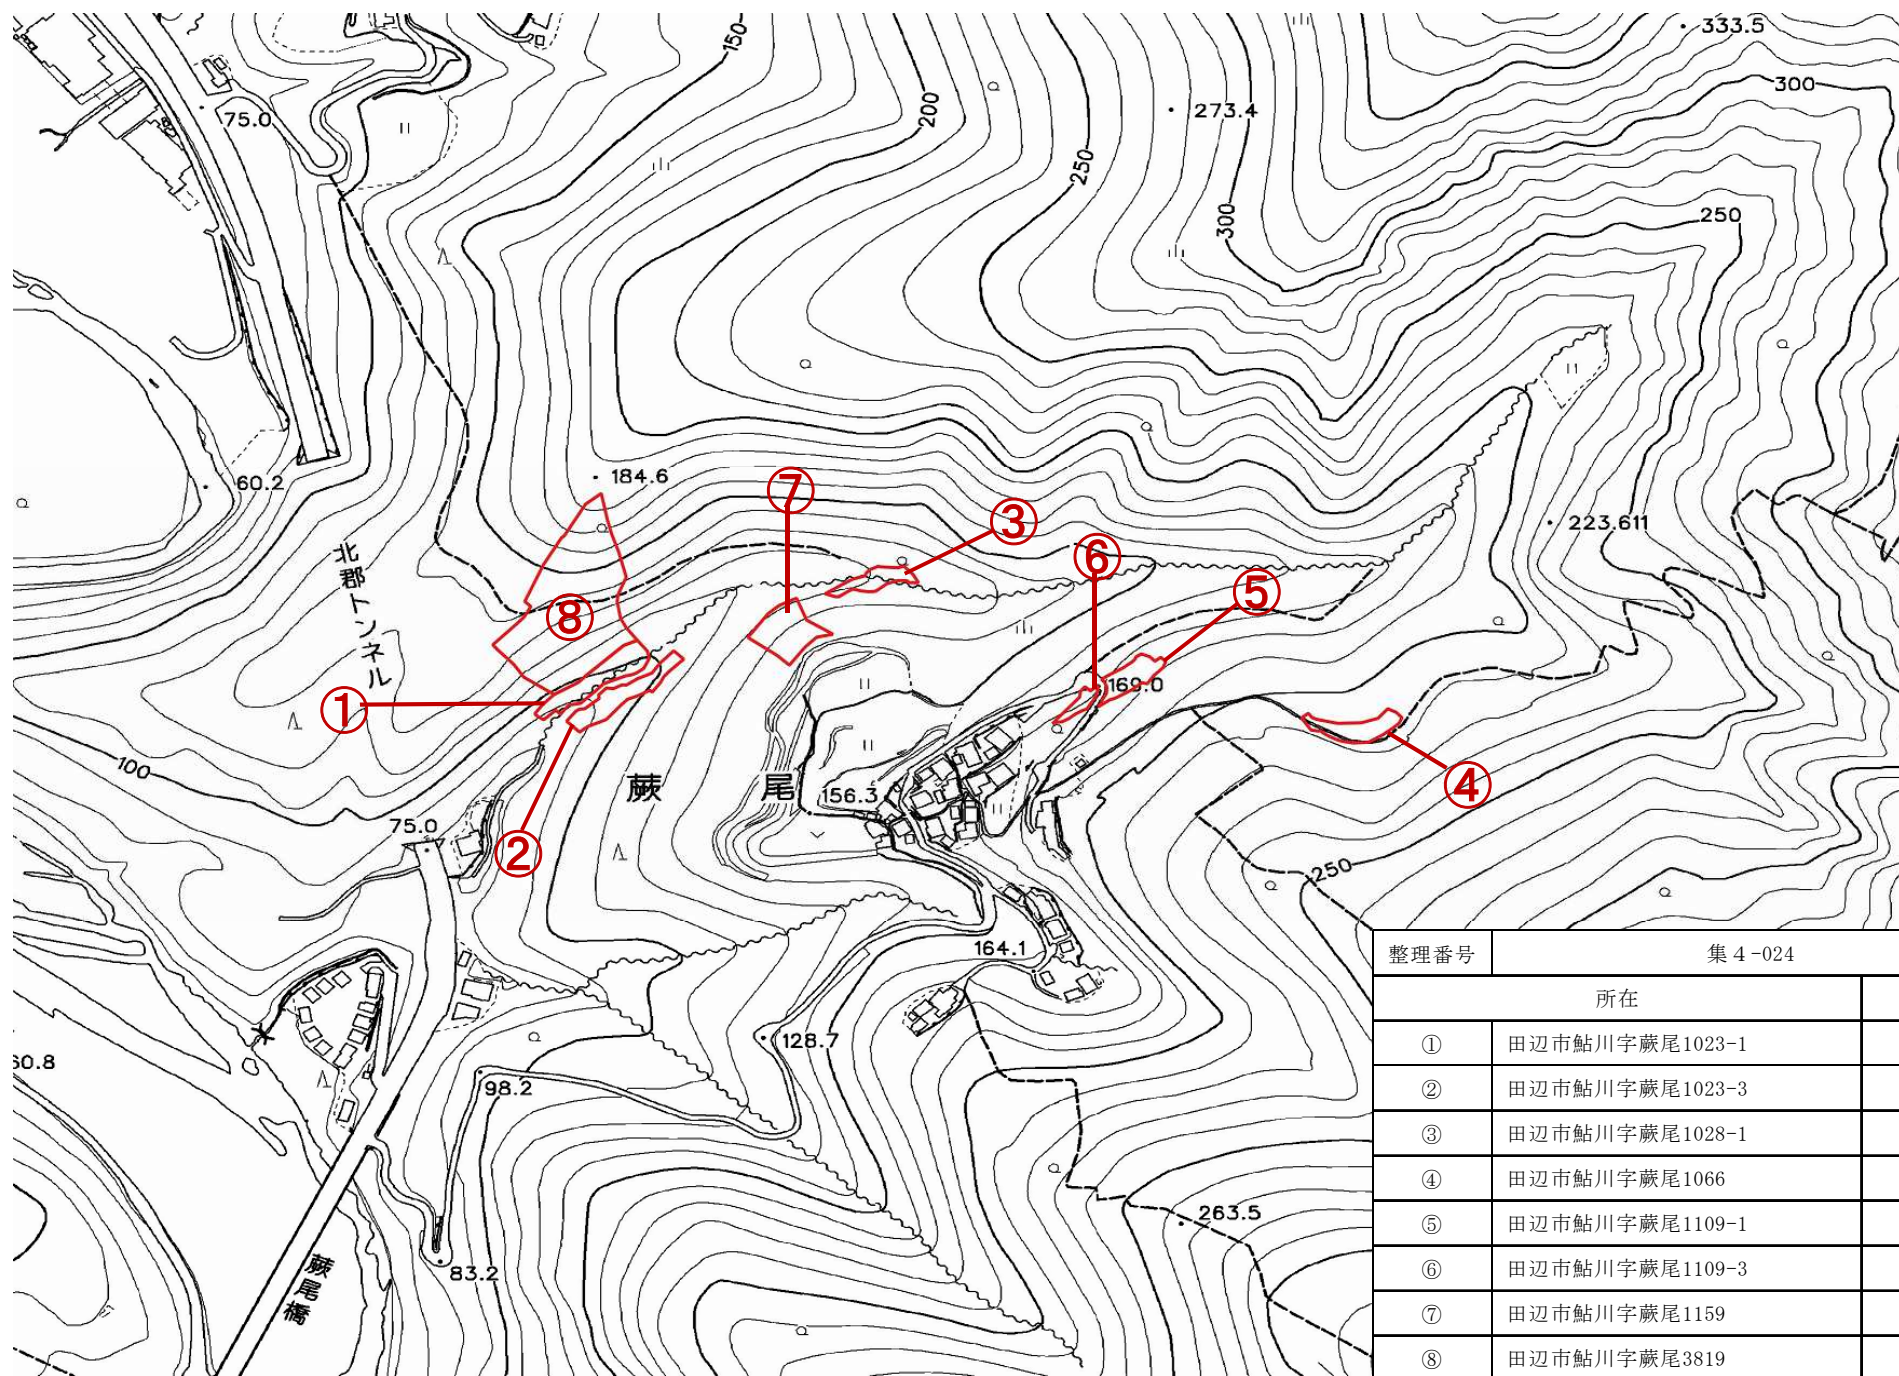 333.5
150
300
200
273.4
75.0
250
250
300
184.6
60.2
⑦
③
223.611
⑥
⑤
北郡トンネル
⑧
169.0
①
④
100
蕨尾
156.3
75.0
②
250
164.1
128.7
60.8
98.2
263.5
83.2
蕨尾橋
整理番号 集4-024
所在
① 田辺市鮎川字蕨尾1023-1
② 田辺市鮎川字蕨尾1023-3
③ 田辺市鮎川字蕨尾1028-1
④ 田辺市鮎川字蕨尾1066
⑤ 田辺市鮎川字蕨尾1109-1
⑥ 田辺市鮎川字蕨尾1109-3
⑦ 田辺市鮎川字蕨尾1159
⑧ 田辺市鮎川字蕨尾3819